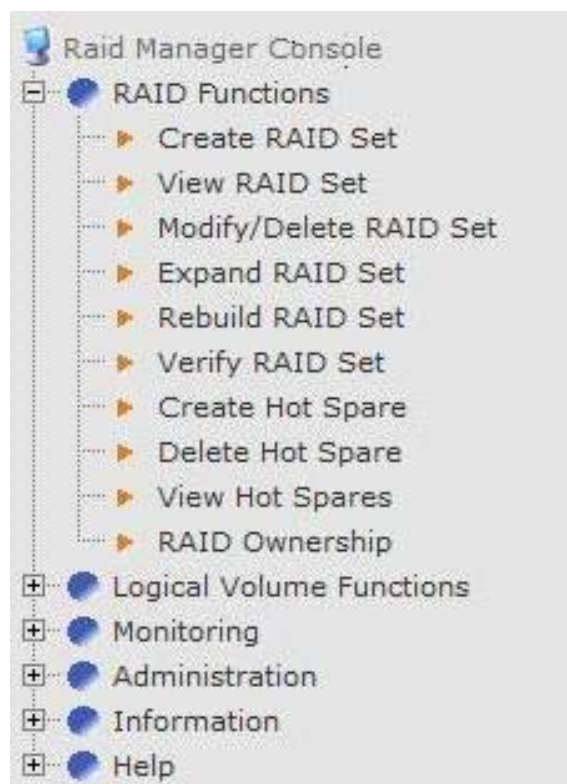 Raid Manager Console
RAID Functions
Create RAID Set
View RAID Set
Modify/Delete RAID Set
Expand RAID Set
Rebuild RAID Set
Verify RAID Set
Create Hot Spare
Delete Hot Spare
View Hot Spares
RAID Ownership
Logical Volume Functions
Monitoring
Administration
Information
Help